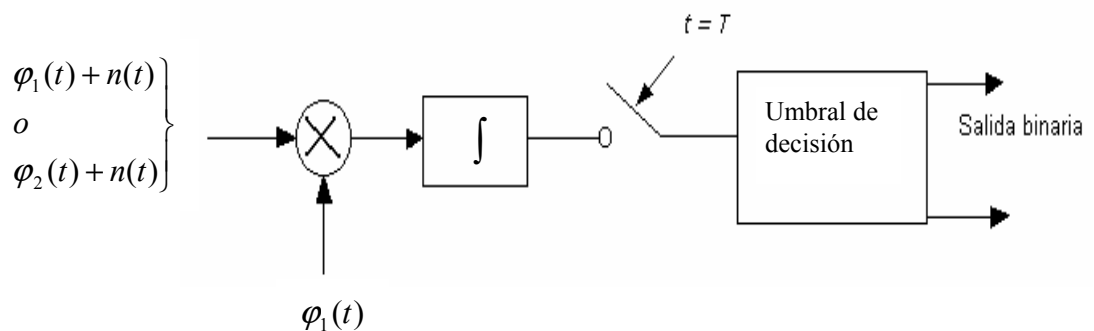 t = T
φ₁(t) + n(t)
o
φ₂(t) + n(t)
∫
Umbral de
decisión
Salida binaria
φ₁(t)